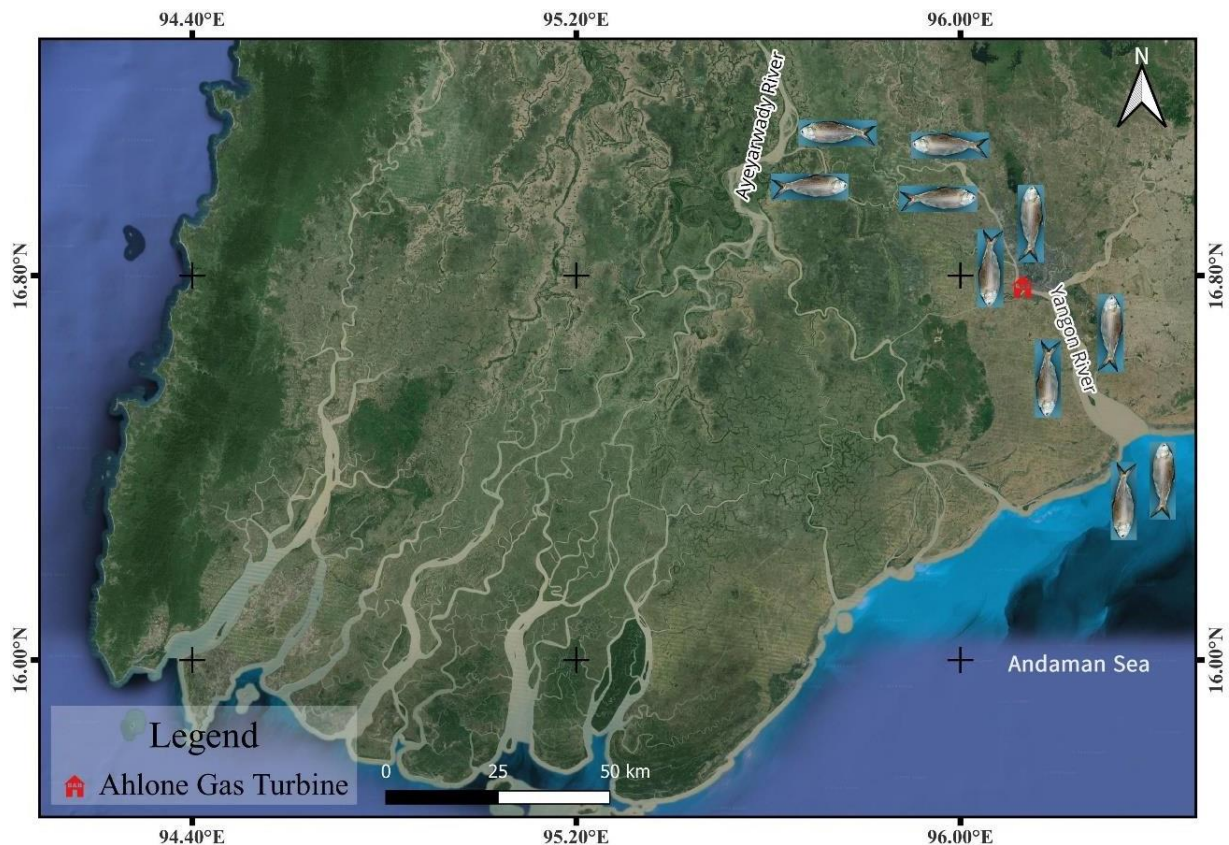 94.40°E
95.20°E
96.00°E
N
Ayeyarwady River
16.80°N
16.80°N
Yangon River
16.00°N
16.00°N
Andaman Sea
Legend
Ahlone Gas Turbine
0
25
50 km
94.40°E
95.20°E
96.00°E